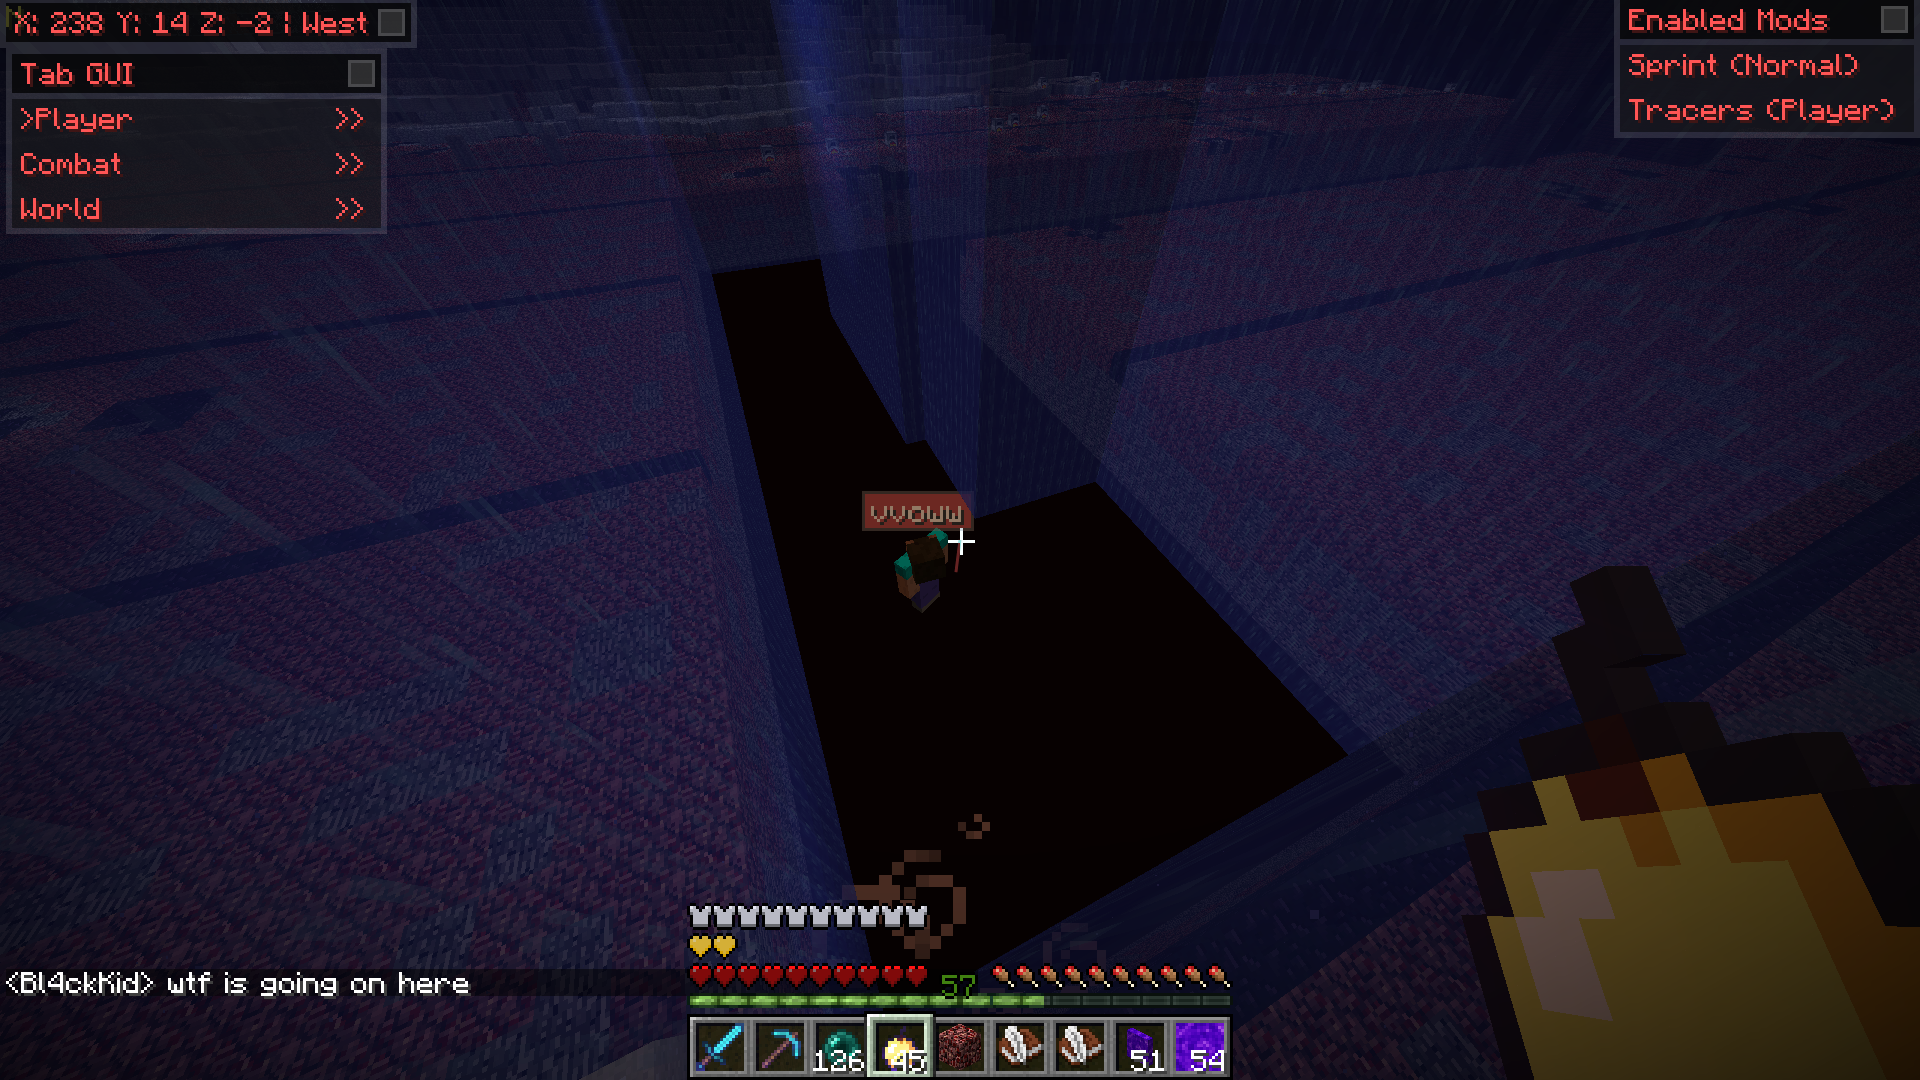 X: 238 Y: 14 Z: -2 | West
Tab GUI
>Player >>
Combat >>
World >>
Enabled Mods
Sprint (Normal)
Tracers (Player)
VVOWW
<Bl4ckKid> wtf is going on here
57
126
45
51
54